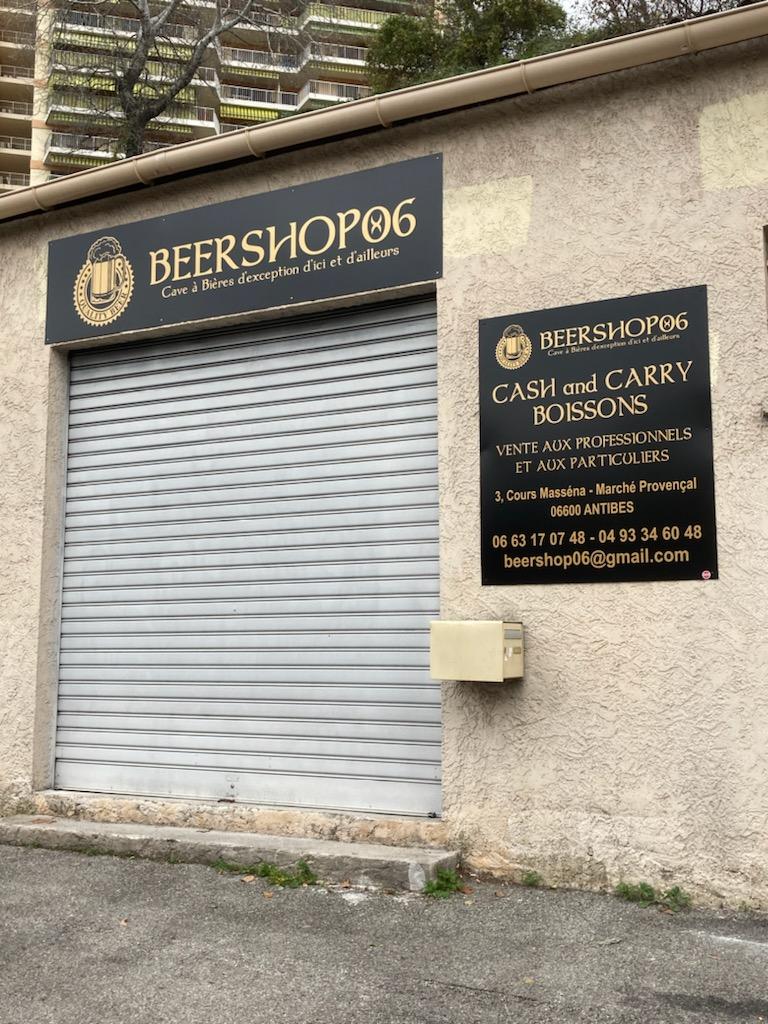 BEERSHOP06
Cave à Bières d'exception d'ici et d'ailleurs
QUALITY BEER
BEERSHOP06
Cave à Bières d'exception d'ici et d'ailleurs
CASH and CARRY
BOISSONS
VENTE AUX PROFESSIONNELS
ET AUX PARTICULIERS
3, Cours Masséna - Marché Provençal
06600 ANTIBES
06 63 17 07 48 - 04 93 34 60 48
beershop06@gmail.com